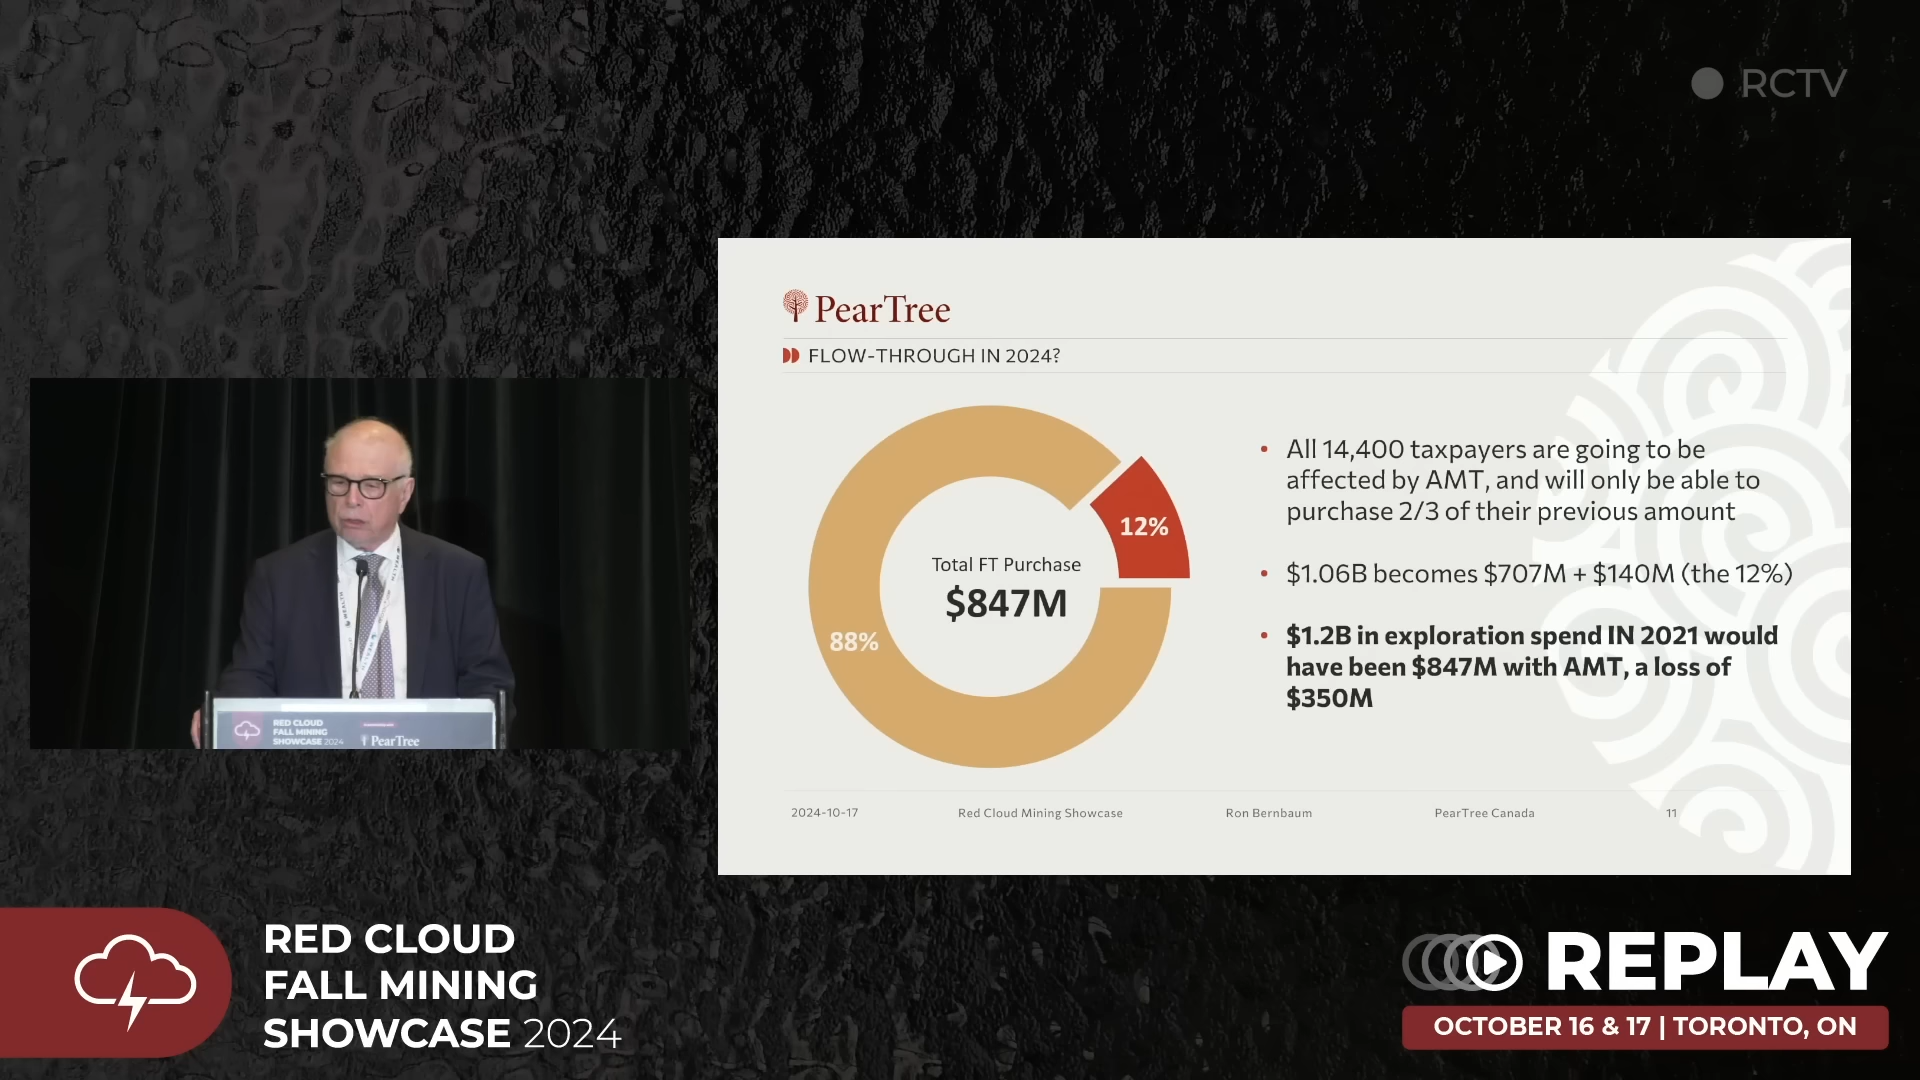 RCTV
PearTree
FLOW-THROUGH IN 2024?
12%
Total FT Purchase
$847M
88%
• All 14,400 taxpayers are going to be
affected by AMT, and will only be able to
purchase 2/3 of their previous amount
• $1.06B becomes $707M + $140M (the 12%)
• $1.2B in exploration spend IN 2021 would
have been $847M with AMT, a loss of
$350M
2024-10-17 Red Cloud Mining Showcase Ron Bernbaum PearTree Canada 11
RED CLOUD
FALL MINING
SHOWCASE 2024
PearTree
RED CLOUD
FALL MINING
SHOWCASE 2024
REPLAY
OCTOBER 16 & 17 | TORONTO, ON